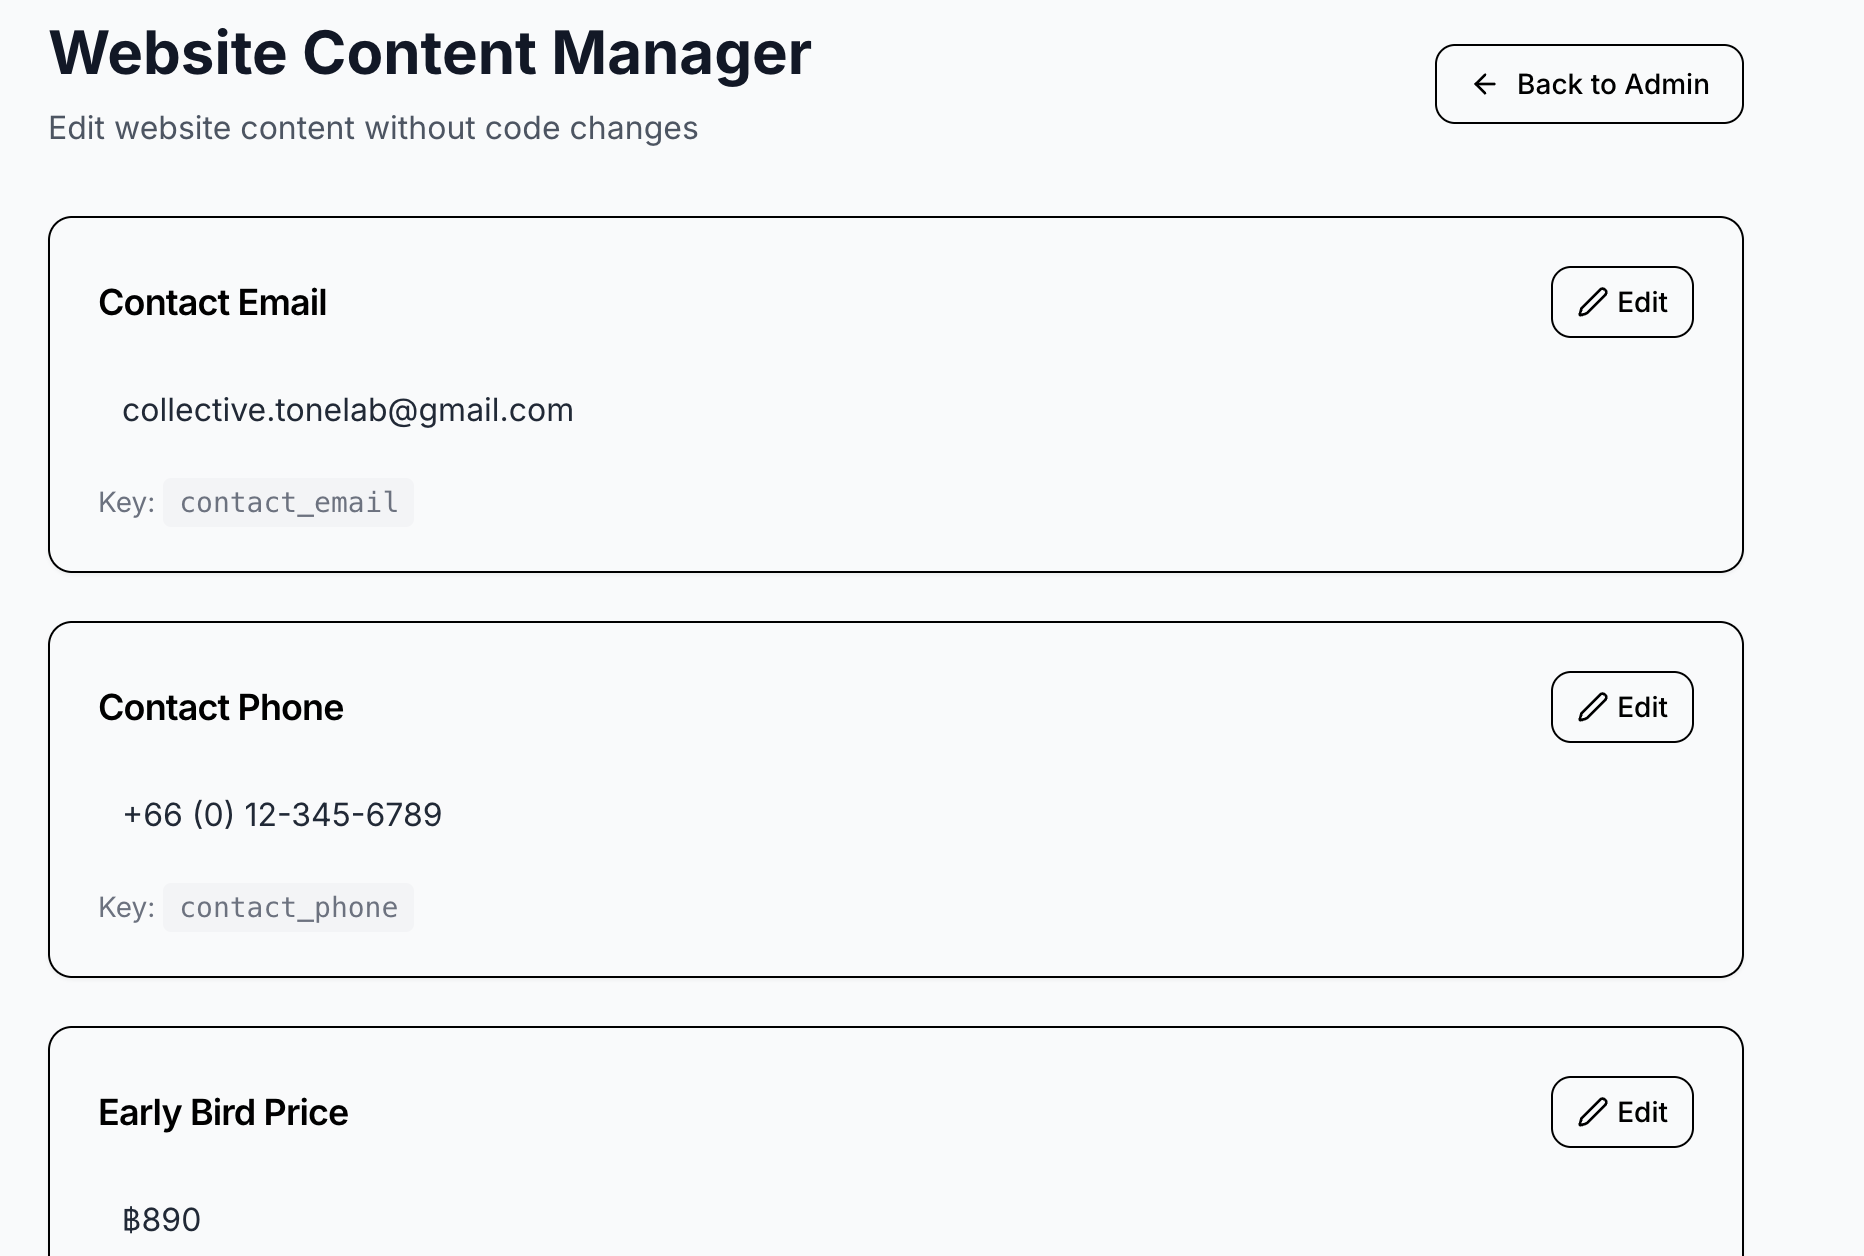 Website Content Manager
Edit website content without code changes
← Back to Admin
Contact Email
Edit
collective.tonelab@gmail.com
Key: contact_email
Contact Phone
Edit
+66 (0) 12-345-6789
Key: contact_phone
Early Bird Price
Edit
฿890